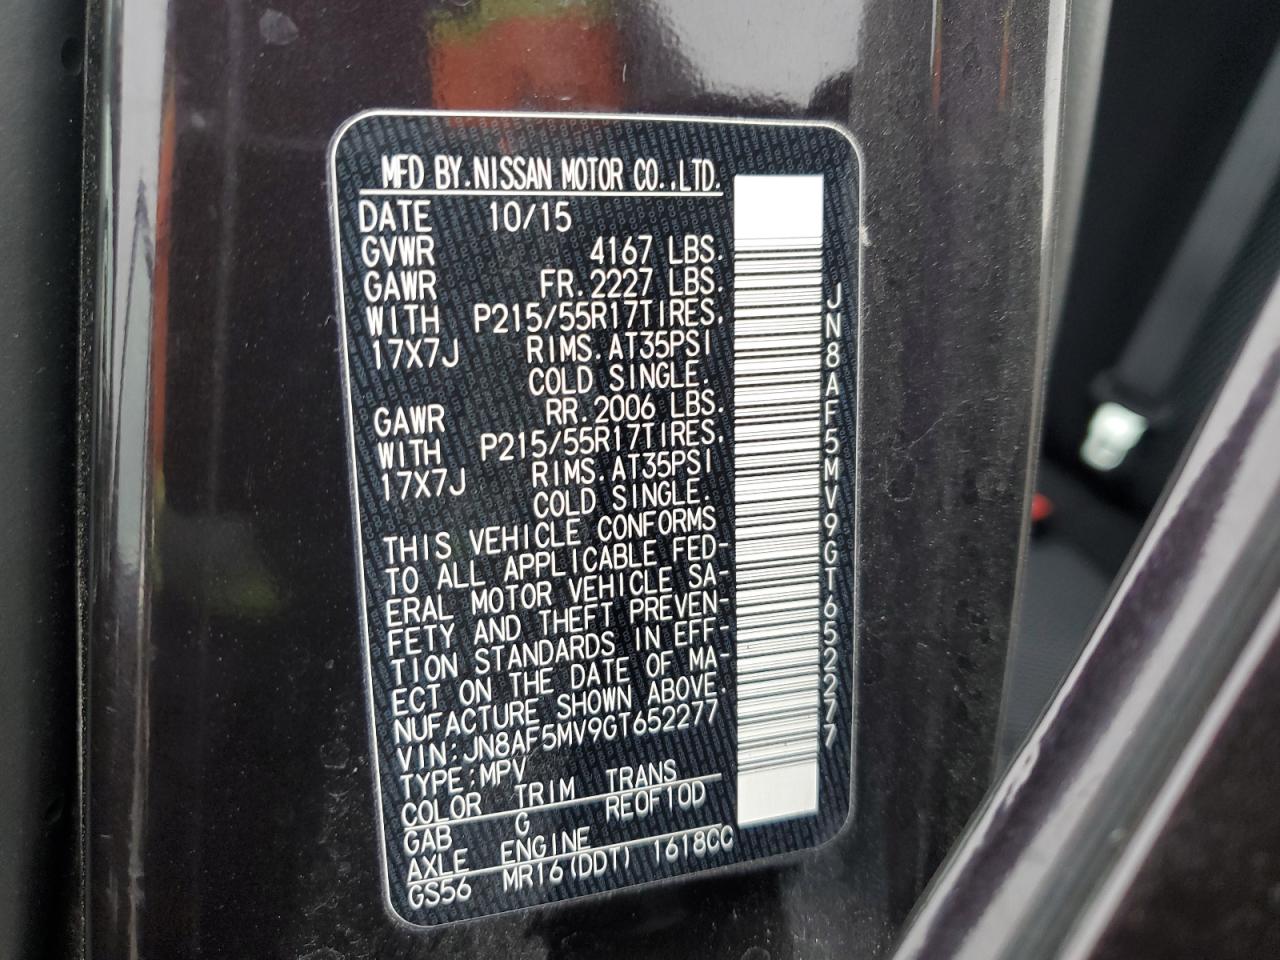 MFD BY.NISSAN MOTOR CO.,LTD.
DATE 10/15
GVWR 4167 LBS.
GAWR FR.2227 LBS.
WITH P215/55R17TIRES,
17X7J RIMS.AT35PSI
COLD SINGLE.
GAWR RR.2006 LBS.
WITH P215/55R17TIRES,
17X7J RIMS.AT35PSI
COLD SINGLE.
THIS VEHICLE CONFORMS
TO ALL APPLICABLE FED-
ERAL MOTOR VEHICLE SA-
FETY AND THEFT PREVEN-
TION STANDARDS IN EFF-
ECT ON THE DATE OF MA-
NUFACTURE SHOWN ABOVE.
VIN:JN8AF5MV9GT652277
TYPE:MPV
COLOR TRIM TRANS
GAB G RE0F10D
AXLE ENGINE
GS56 MR16(DDT) 1618CC
JN8AF5MV9GT652277